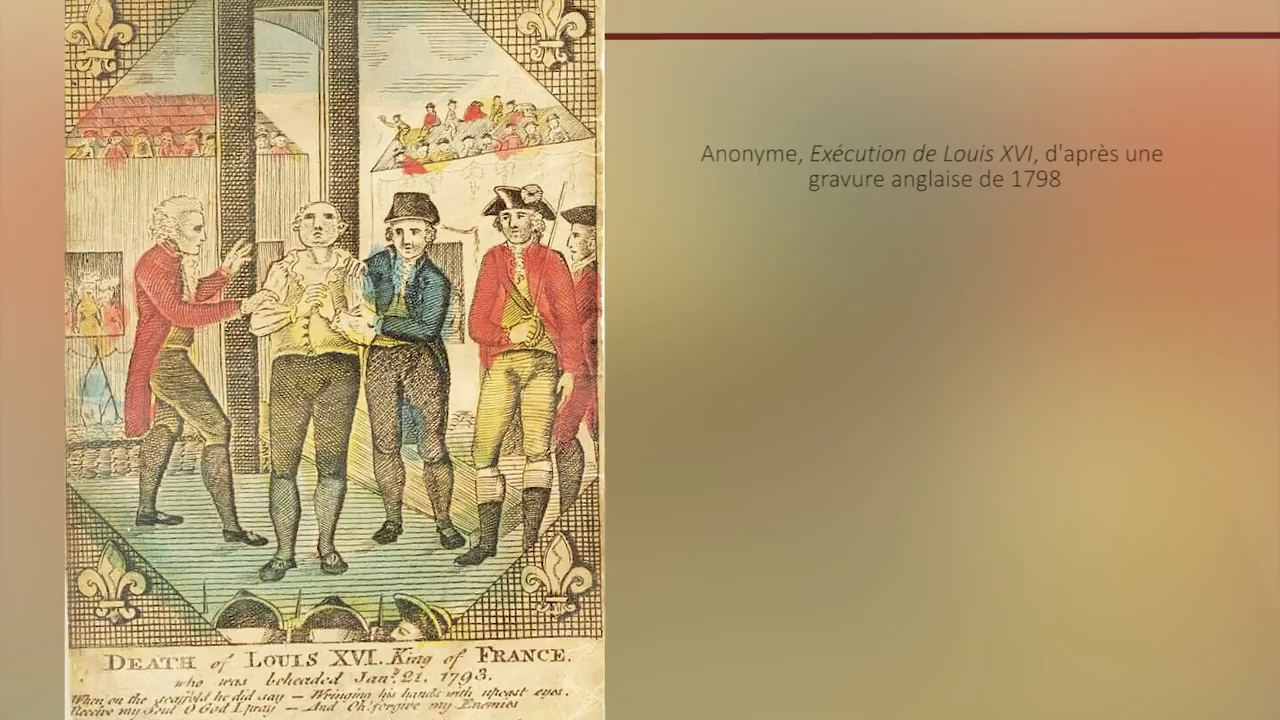 Anonyme, Exécution de Louis XVI, d'après une
gravure anglaise de 1798
DEATH of LOUIS XVI. King of FRANCE.
who was beheaded Janʸ. 21. 1793.
When on the scaffold he did say — Wringing his hands with upcast eyes.
Receive my Soul O God I pray — And Oh! forgive my Enemies